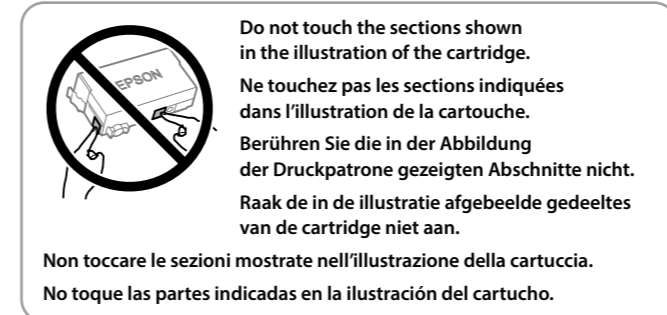 EPSON
Do not touch the sections shown
in the illustration of the cartridge.
Ne touchez pas les sections indiquées
dans l’illustration de la cartouche.
Berühren Sie die in der Abbildung
der Druckpatrone gezeigten Abschnitte nicht.
Raak de in de illustratie afgebeelde gedeeltes
van de cartridge niet aan.
Non toccare le sezioni mostrate nell’illustrazione della cartuccia.
No toque las partes indicadas en la ilustración del cartucho.